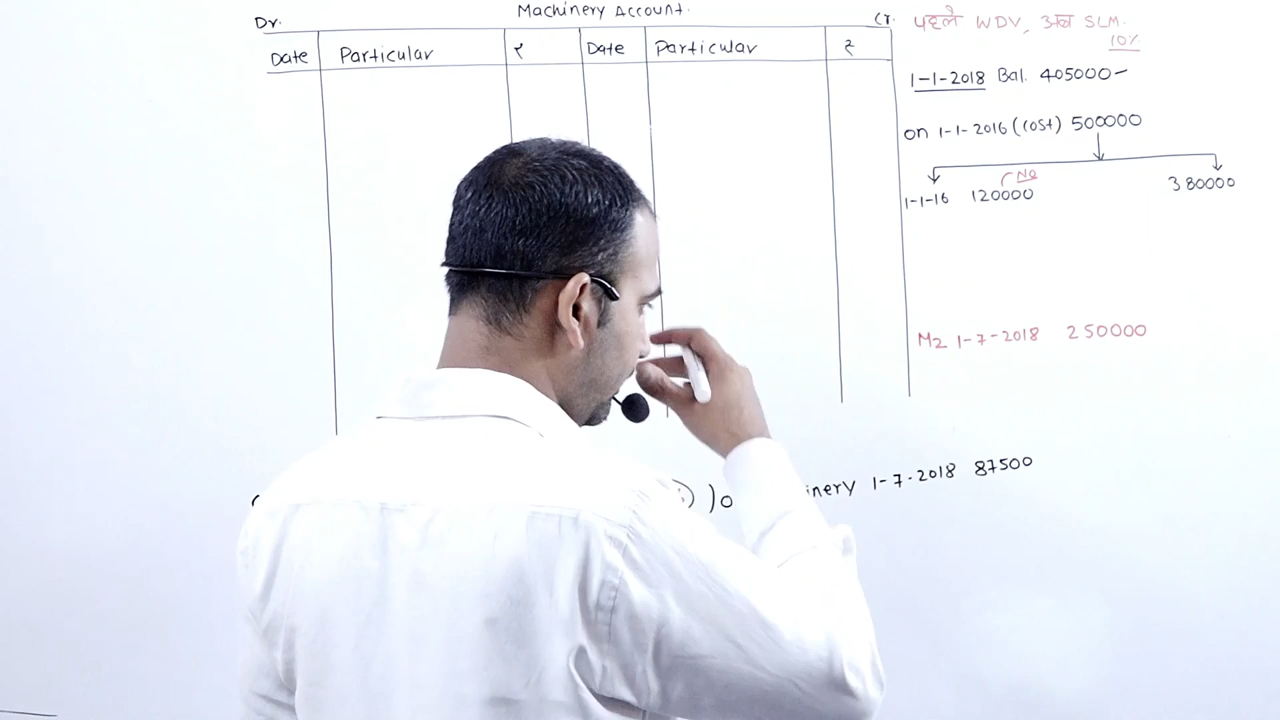 Machinery Account.
Dr. Cr.
Date Particular ₹ Date Particular ₹
पहले WDV, अब SLM.
10%
1-1-2018 Bal. 405000
on 1-1-2016 (cost) 500000
No
1-1-16 120000 380000
M2 1-7-2018 250000
inery 1-7-2018 87500